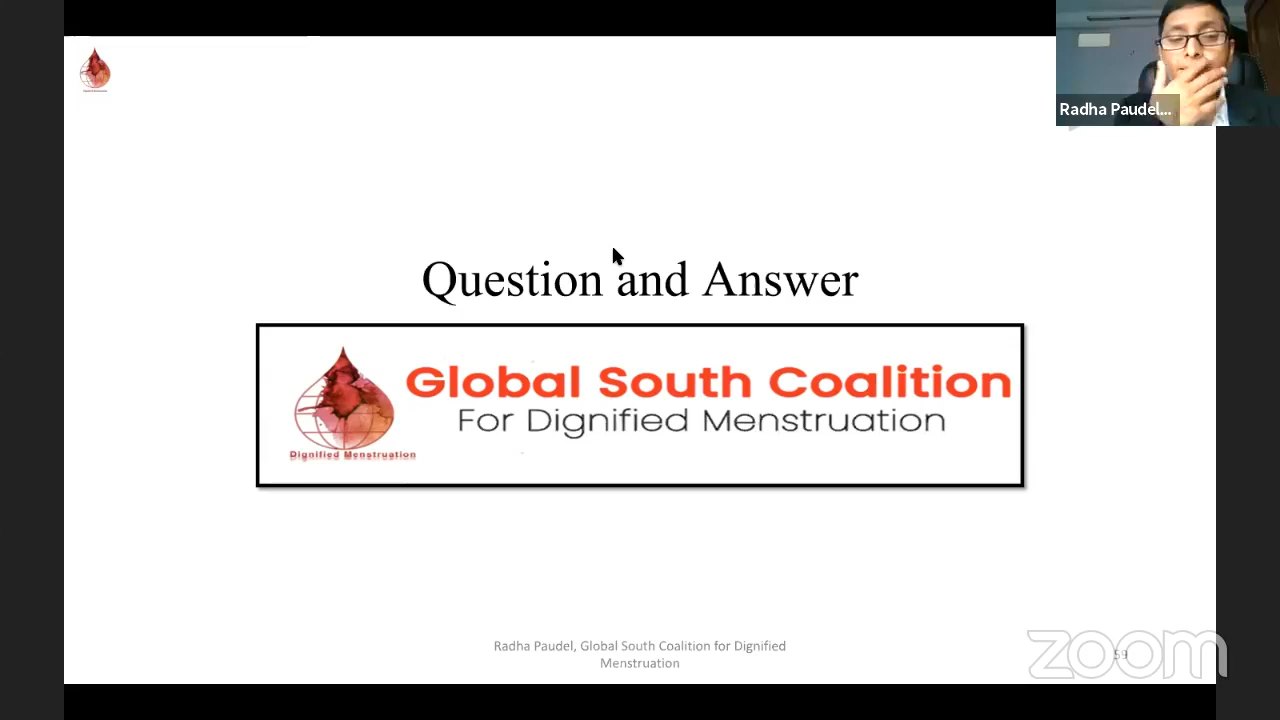 Radha Paudel...
Question and Answer
Global South Coalition
For Dignified Menstruation
Dignified Menstruation
Radha Paudel, Global South Coalition for Dignified
Menstruation
zoom
59